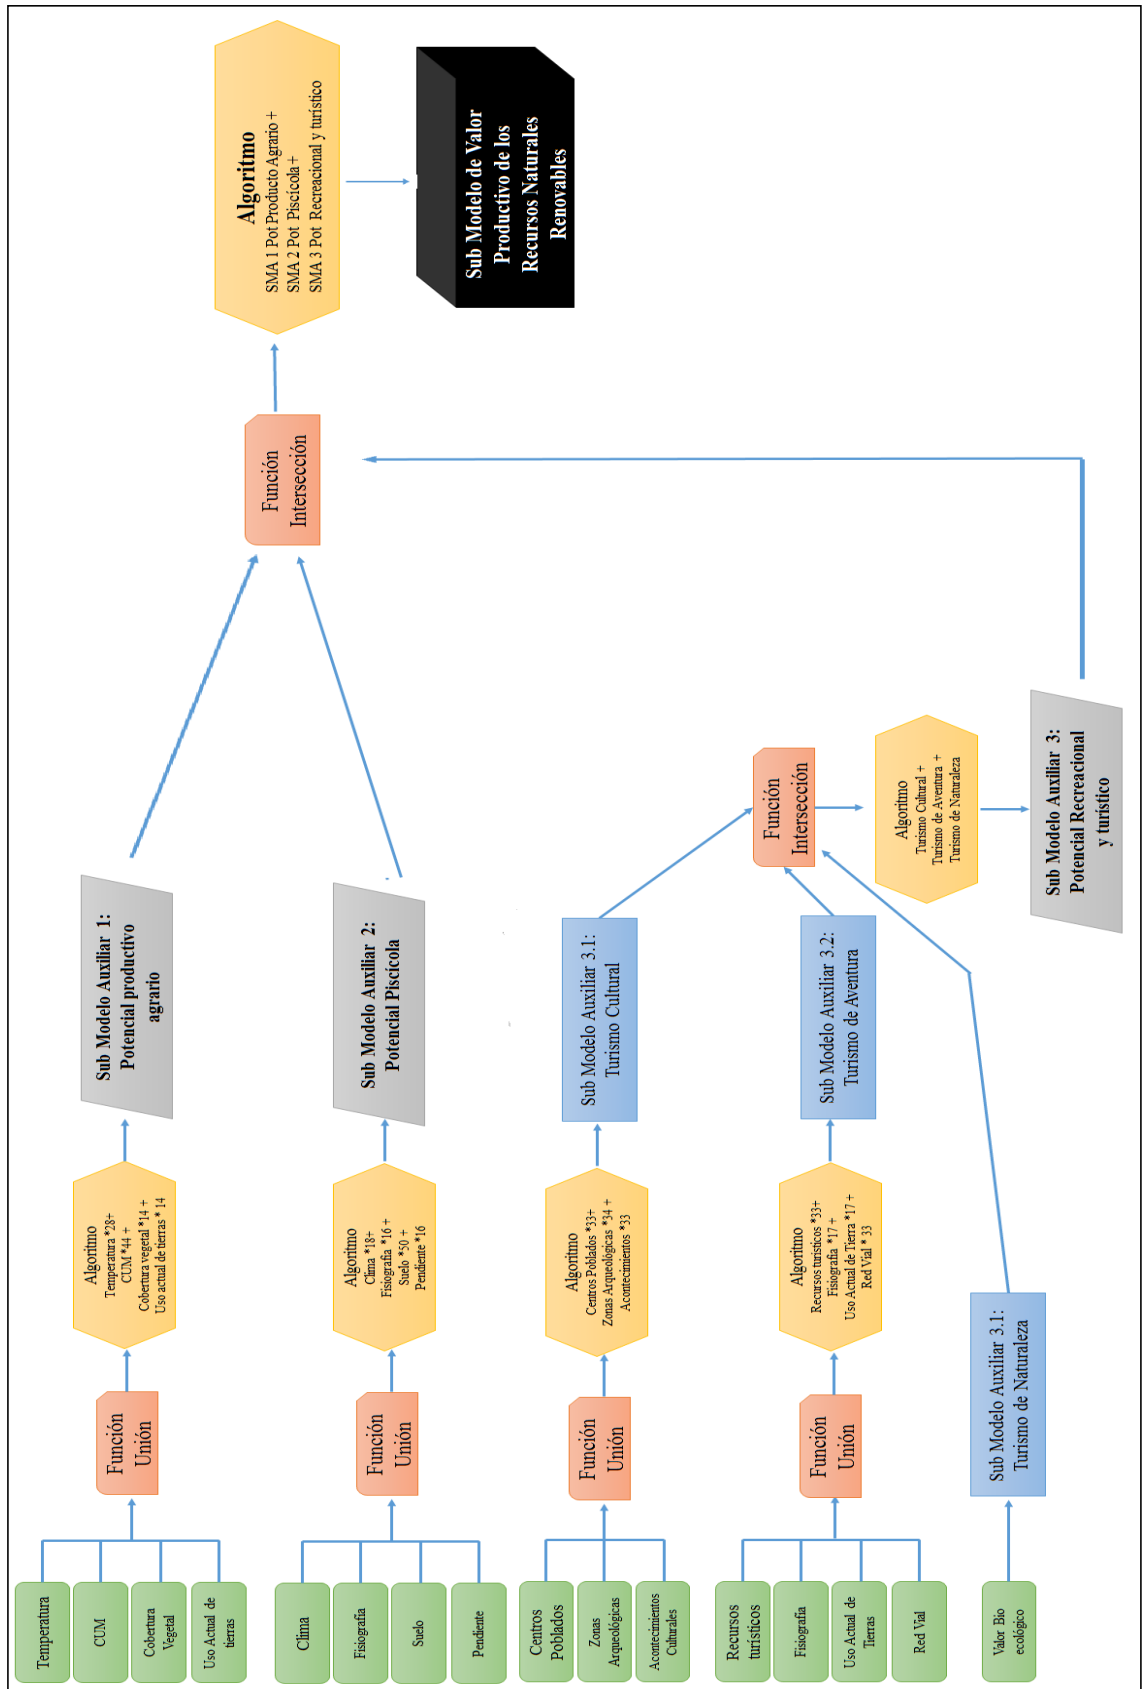 Temperatura
CUM
Cobertura
Vegetal
Uso Actual de
tierras
Función
Unión
Algoritmo
Temperatura *28+
CUM *44 +
Cobertura vegetal *14 +
Uso actual de tierras * 14
Sub Modelo Auxiliar 1:
Potencial productivo
agrario
Clima
Fisiografía
Suelo
Pendiente
Función
Unión
Algoritmo
Clima *18+
Fisiografía *16 +
Suelo *50 +
Pendiente *16
Sub Modelo Auxiliar 2:
Potencial Piscícola
Centros
Poblados
Zonas
Arqueológicas
Acontecimientos
Culturales
Función
Unión
Algoritmo
Centros Poblados *33+
Zonas Arqueológicas *34 +
Acontecimientos *33
Sub Modelo Auxiliar 3.1:
Turismo Cultural
Recursos
turísticos
Fisiografía
Uso Actual de
Tierras
Red Vial
Función
Unión
Algoritmo
Recursos turísticos *33+
Fisiografía *17 +
Uso Actual de Tierra *17 +
Red Vial * 33
Sub Modelo Auxiliar 3.2:
Turismo de Aventura
Valor Bio
ecológico
Sub Modelo Auxiliar 3.1:
Turismo de Naturaleza
Función
Intersección
Algoritmo
Turismo Cultural +
Turismo de Aventura +
Turismo de Naturaleza
Sub Modelo Auxiliar 3:
Potencial Recreacional
y turístico
Función
Intersección
Algoritmo
SMA 1 Pot Producto Agrario +
SMA 2 Pot Piscícola +
SMA 3 Pot Recreacional y turístico
Sub Modelo de Valor
Productivo de los
Recursos Naturales
Renovables